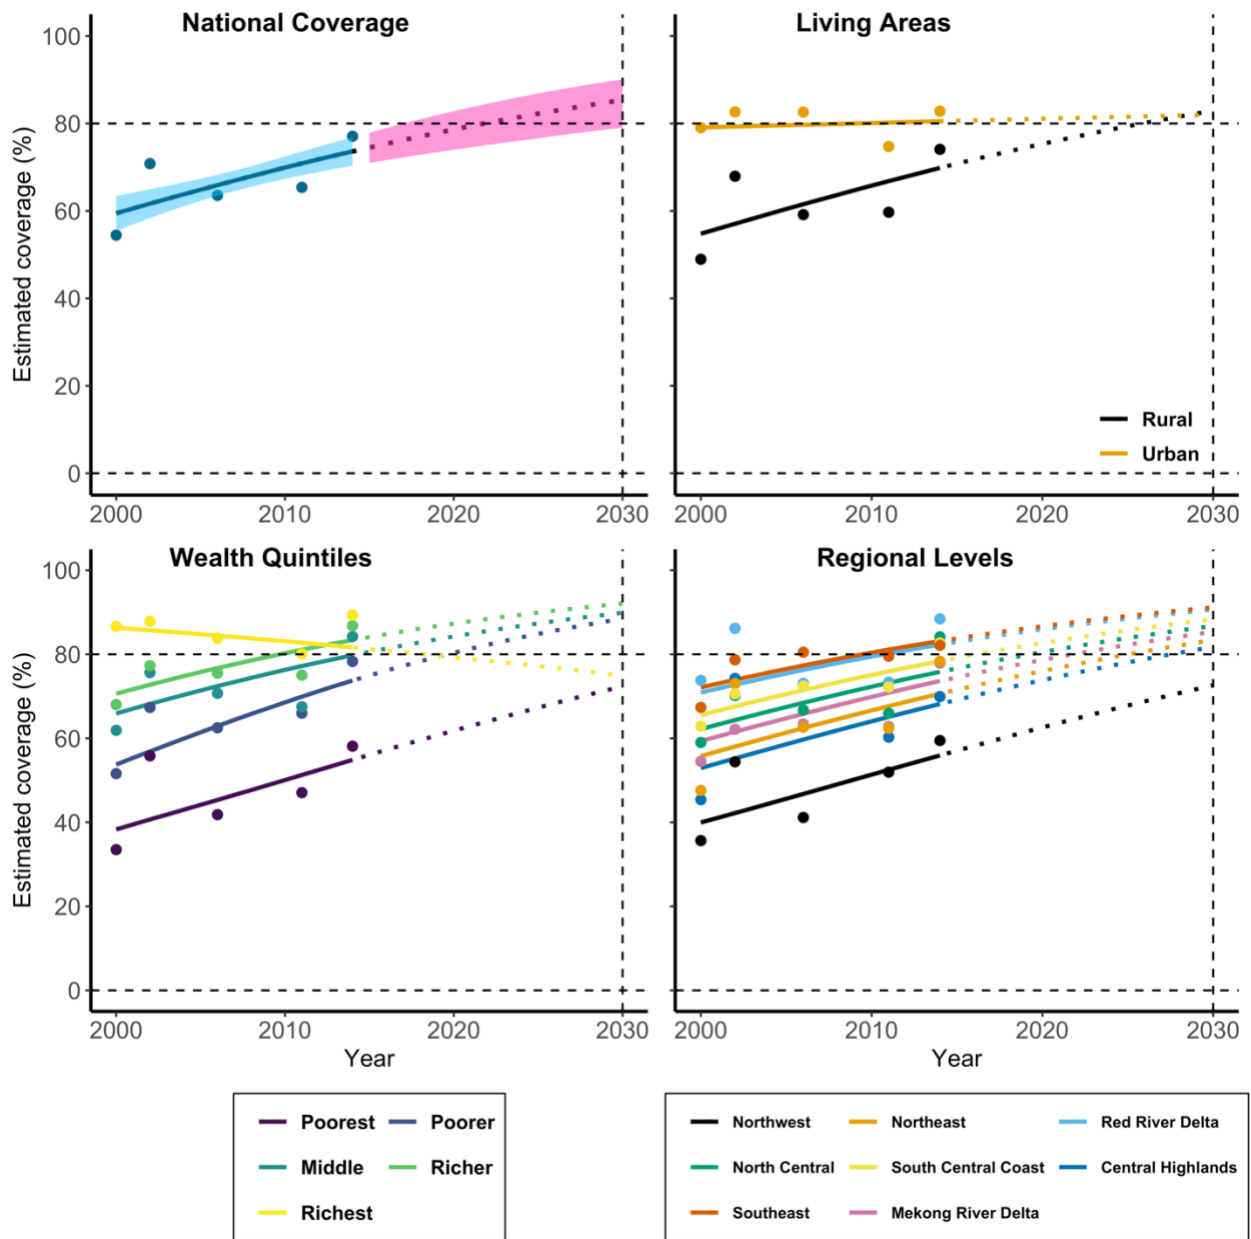 National Coverage
Living Areas
100
80
60
40
20
0
Estimated coverage (%)
2000 2010 2020 2030
Rural
Urban
2000 2010 2020 2030
Wealth Quintiles
Regional Levels
100
80
60
40
20
0
Estimated coverage (%)
2000 2010 2020 2030
Year
2000 2010 2020 2030
Year
Poorest Poorer
Middle Richer
Richest
Northwest Northeast Red River Delta
North Central South Central Coast Central Highlands
Southeast Mekong River Delta